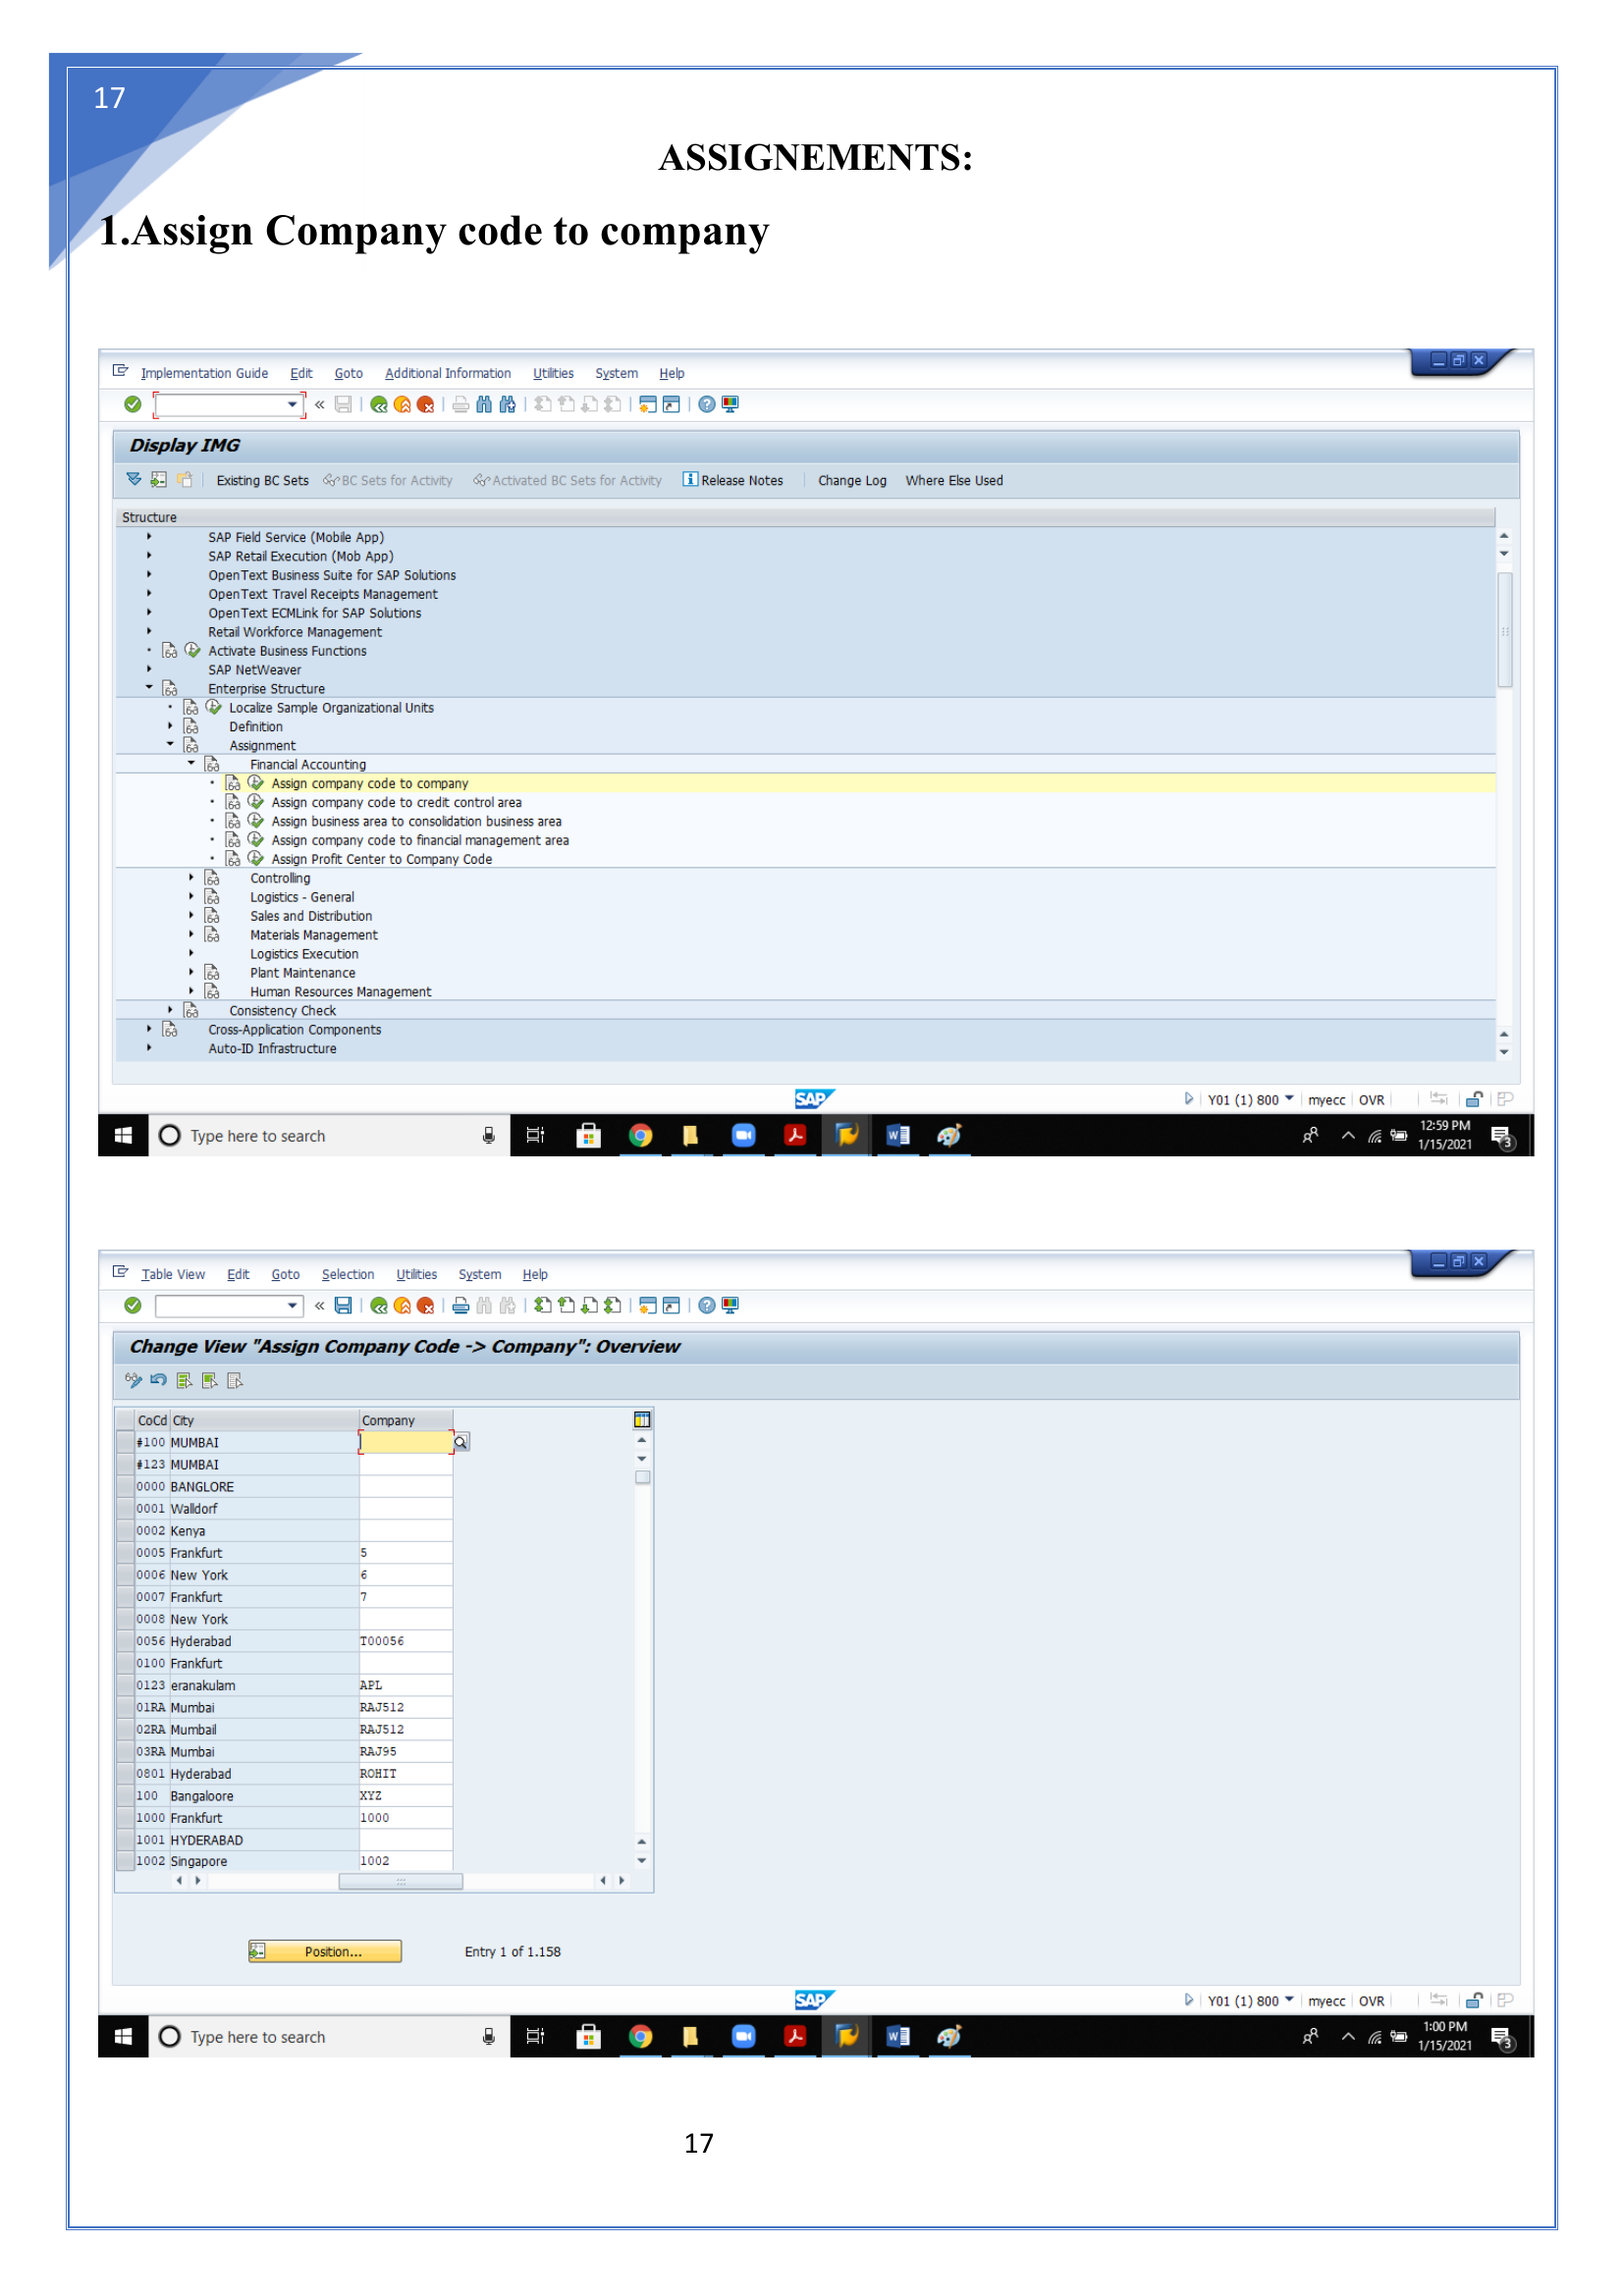 17
ASSIGNEMENTS:
1.Assign Company code to company
Implementation Guide Edit Goto Additional Information Utilities System Help
Display IMG
Existing BC Sets BC Sets for Activity Activated BC Sets for Activity Release Notes Change Log Where Else Used
Structure
SAP Field Service (Mobile App)
SAP Retail Execution (Mob App)
OpenText Business Suite for SAP Solutions
OpenText Travel Receipts Management
OpenText ECMLink for SAP Solutions
Retail Workforce Management
Activate Business Functions
SAP NetWeaver
Enterprise Structure
Localize Sample Organizational Units
Definition
Assignment
Financial Accounting
Assign company code to company
Assign company code to credit control area
Assign business area to consolidation business area
Assign company code to financial management area
Assign Profit Center to Company Code
Controlling
Logistics - General
Sales and Distribution
Materials Management
Logistics Execution
Plant Maintenance
Human Resources Management
Consistency Check
Cross-Application Components
Auto-ID Infrastructure
SAP Y01 (1) 800 myecc OVR
Type here to search 12:59 PM
1/15/2021 3
Table View Edit Goto Selection Utilities System Help
Change View "Assign Company Code -> Company": Overview
CoCd City Company
#100 MUMBAI
#123 MUMBAI
0000 BANGLORE
0001 Walldorf
0002 Kenya
0005 Frankfurt 5
0006 New York 6
0007 Frankfurt 7
0008 New York
0056 Hyderabad T00056
0100 Frankfurt
0123 eranakulam APL
01RA Mumbai RAJ512
02RA Mumbail RAJ512
03RA Mumbai RAJ95
0801 Hyderabad ROHIT
100 Bangaloore XYZ
1000 Frankfurt 1000
1001 HYDERABAD
1002 Singapore 1002
Position... Entry 1 of 1.158
SAP Y01 (1) 800 myecc OVR
Type here to search 1:00 PM
1/15/2021 3
17